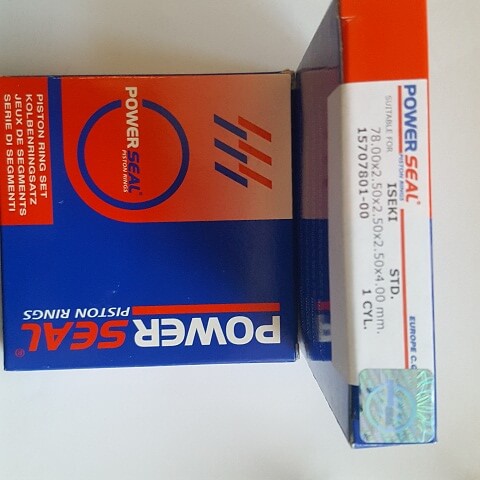 PISTON RING SET
KOLBENRINGSATZ
JEUX DE SEGMENTS
SERIE DI SEGMENTI
POWER SEAL®
PISTON RINGS
POWER SEAL®
PISTON RINGS
POWER SEAL®
PISTON RINGS
SUITABLE FOR
ISEKI STD.
78.00x2.50x2.50x2.50x4.00 mm.
15707801-00 1 CYL.
EUROPE